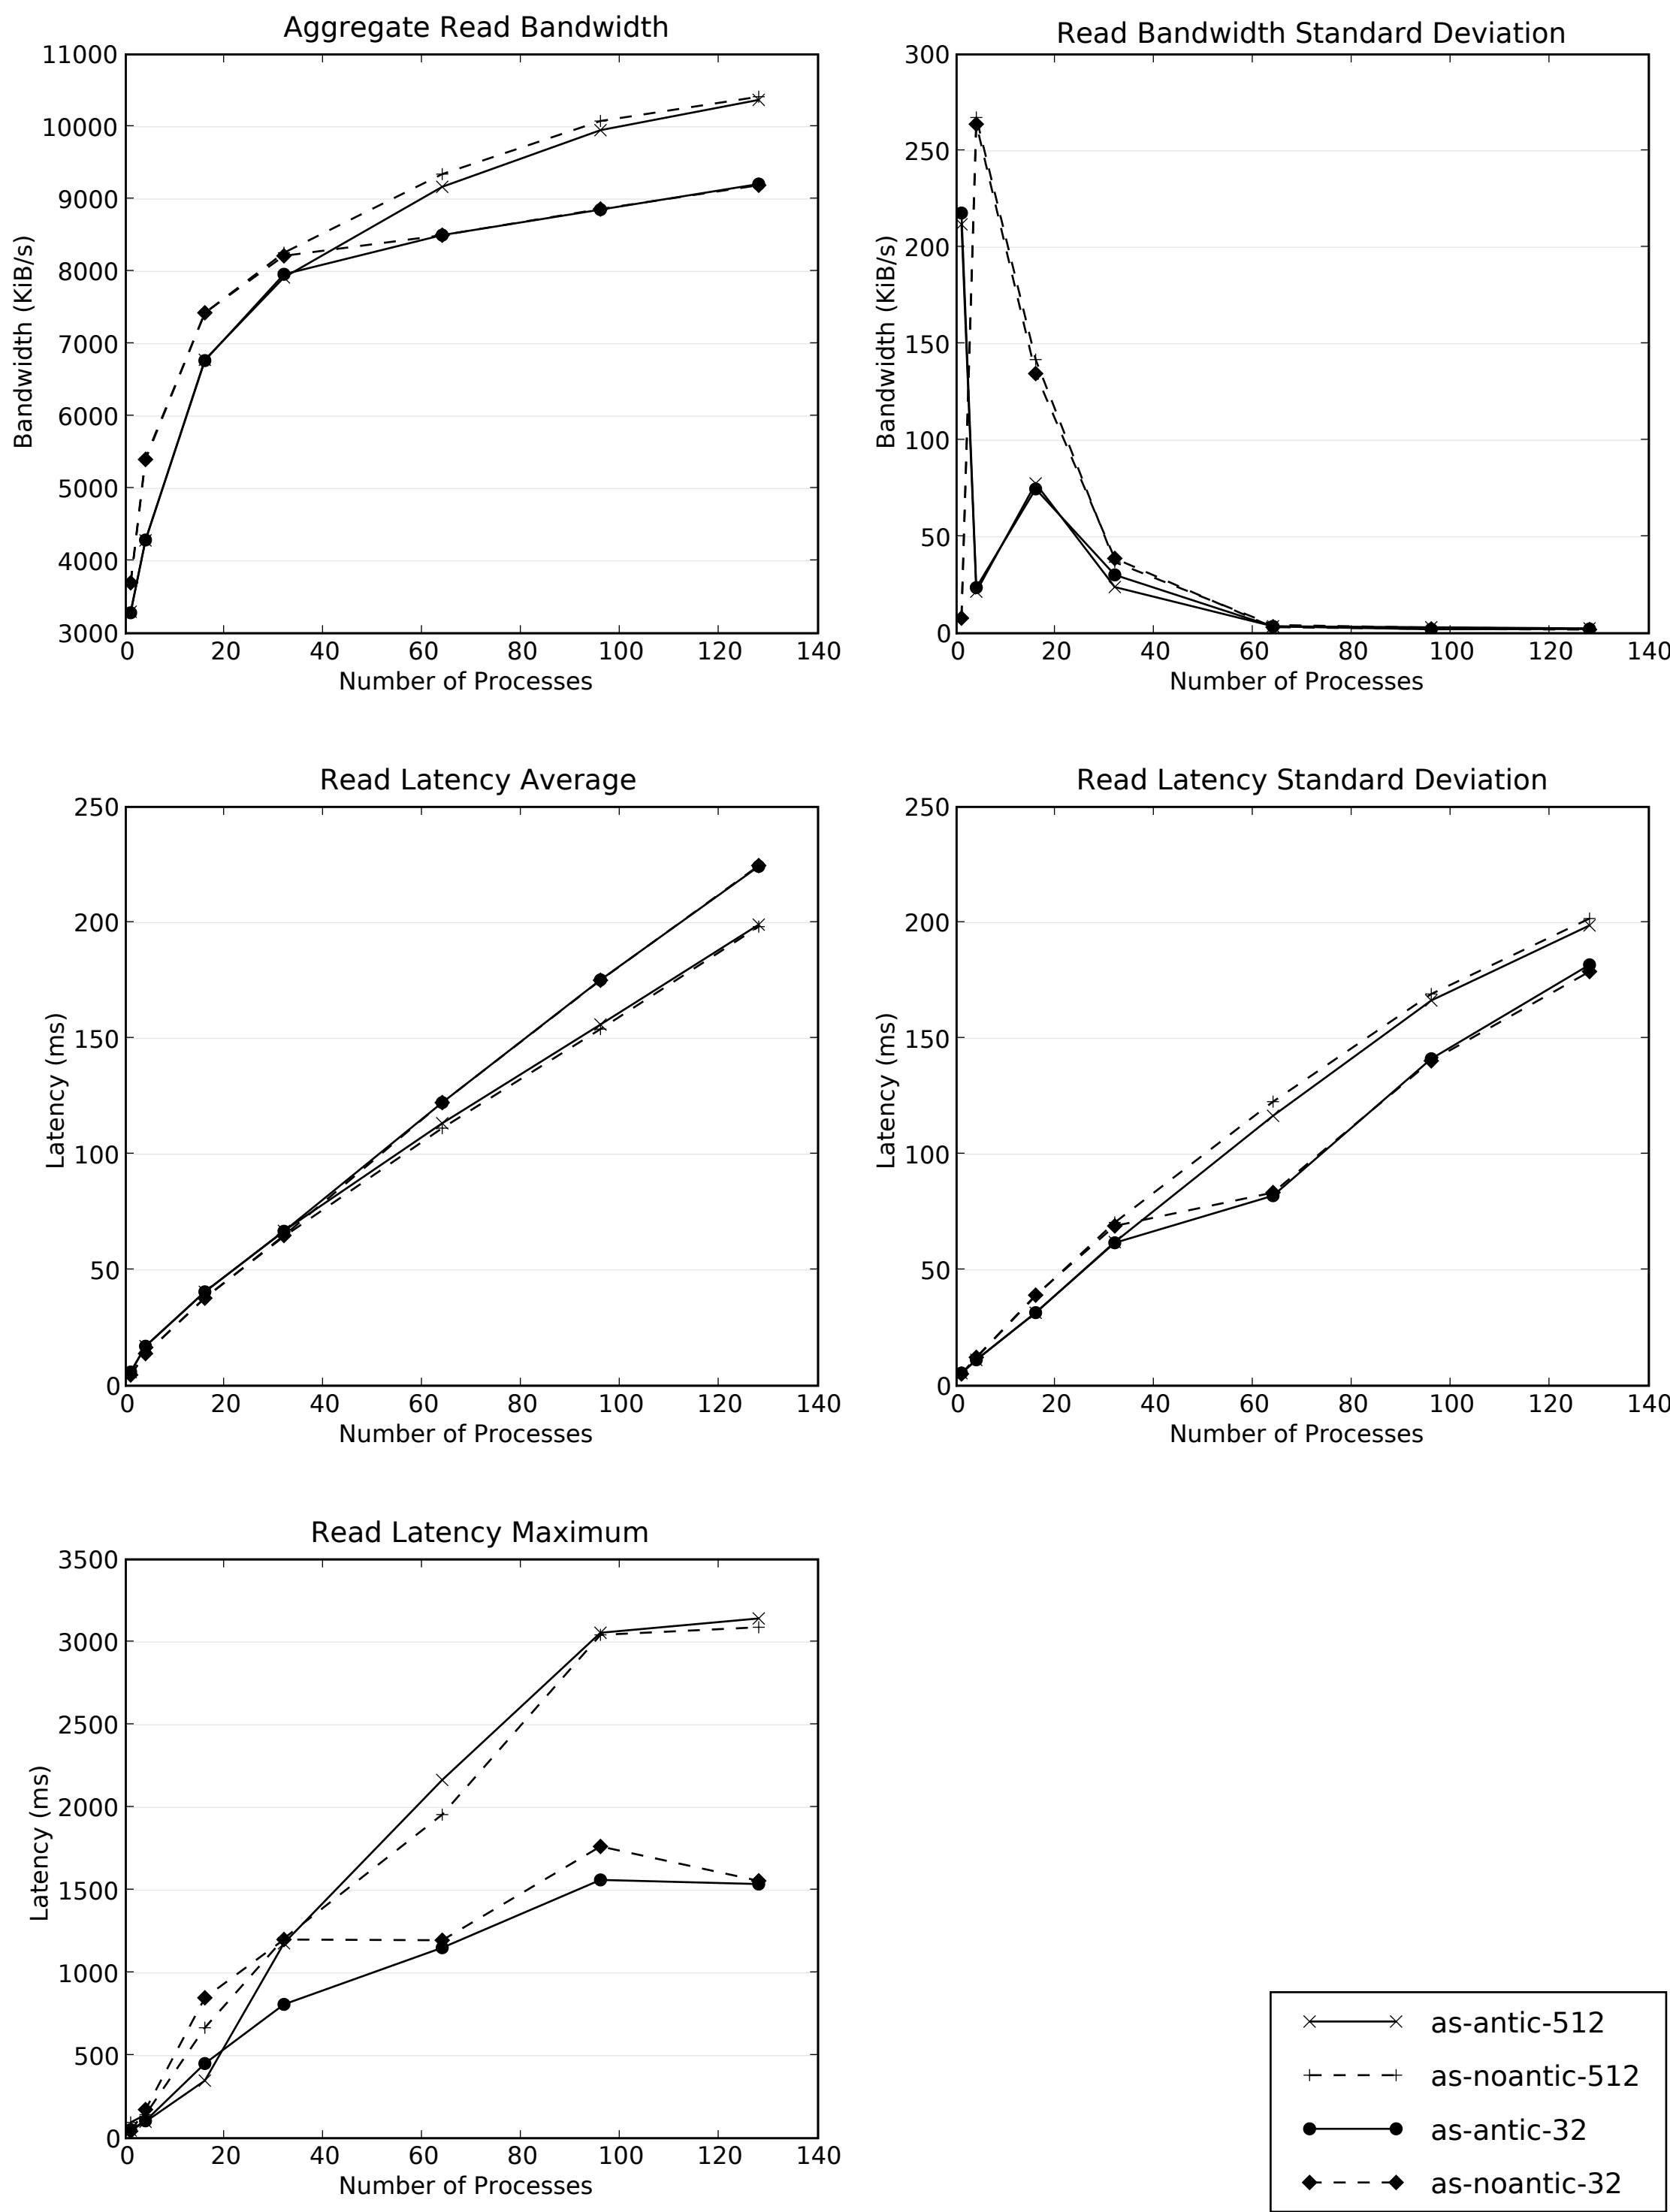 Aggregate Read Bandwidth
11000
10000
9000
8000
7000
6000
5000
4000
3000
Bandwidth (KiB/s)
0 20 40 60 80 100 120 140
Number of Processes
Read Bandwidth Standard Deviation
300
250
200
150
100
50
0
Bandwidth (KiB/s)
0 20 40 60 80 100 120 140
Number of Processes
Read Latency Average
250
200
150
100
50
0
Latency (ms)
0 20 40 60 80 100 120 140
Number of Processes
Read Latency Standard Deviation
250
200
150
100
50
0
Latency (ms)
0 20 40 60 80 100 120 140
Number of Processes
Read Latency Maximum
3500
3000
2500
2000
1500
1000
500
0
Latency (ms)
0 20 40 60 80 100 120 140
Number of Processes
as-antic-512
as-noantic-512
as-antic-32
as-noantic-32